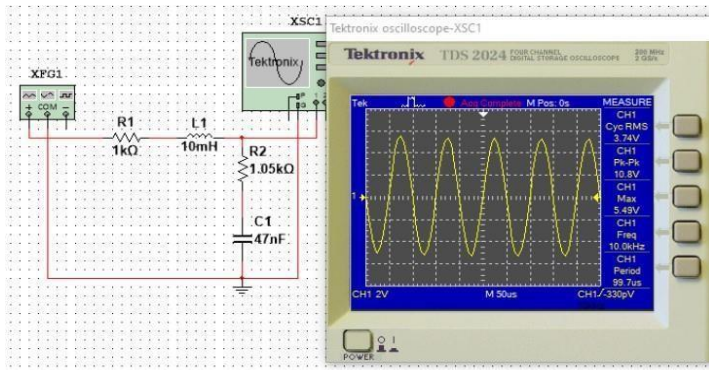 XSC1
Tektronix
XFG1
COM
R1
1kΩ
L1
10mH
R2
1.05kΩ
C1
47nF
Tektronix oscilloscope-XSC1
Tektronix TDS 2024 FOUR CHANNEL DIGITAL STORAGE OSCILLOSCOPE 200 MHz 2 GS/s
Tek Acq Complete M Pos: 0s MEASURE
CH1
Cyc RMS
3.74V
CH1
Pk-Pk
10.8V
CH1
Max
5.49V
CH1
Freq
10.0kHz
CH1
Period
99.7us
1
CH1 2V M 50us CH1/-330pV
POWER